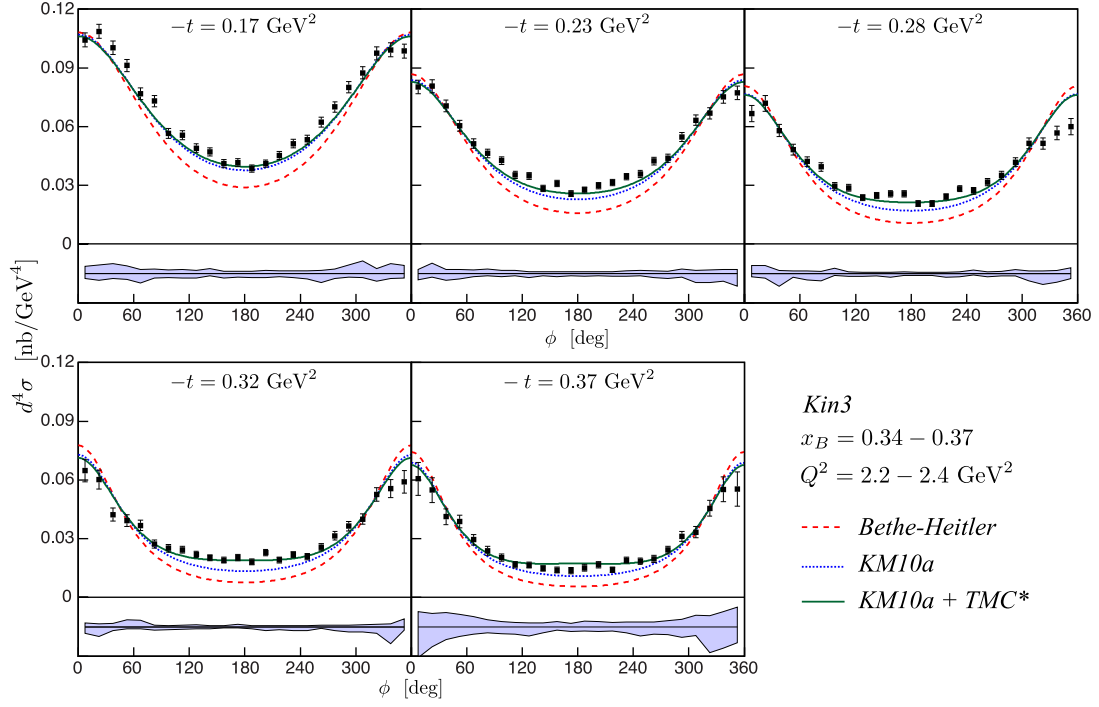 0.12
0.09
0.06
0.03
0
−t = 0.17 GeV²
−t = 0.23 GeV²
−t = 0.28 GeV²
0 60 120 180 240 300 0 60 120 180 240 300 0 60 120 180 240 300 360
ϕ [deg]
d⁴σ [nb/GeV⁴]
0.12
0.09
0.06
0.03
0
−t = 0.32 GeV²
− t = 0.37 GeV²
0 60 120 180 240 300 0 60 120 180 240 300 360
ϕ [deg]
Kin3
x_B = 0.34 − 0.37
Q² = 2.2 − 2.4 GeV²
Bethe-Heitler
KM10a
KM10a + TMC*